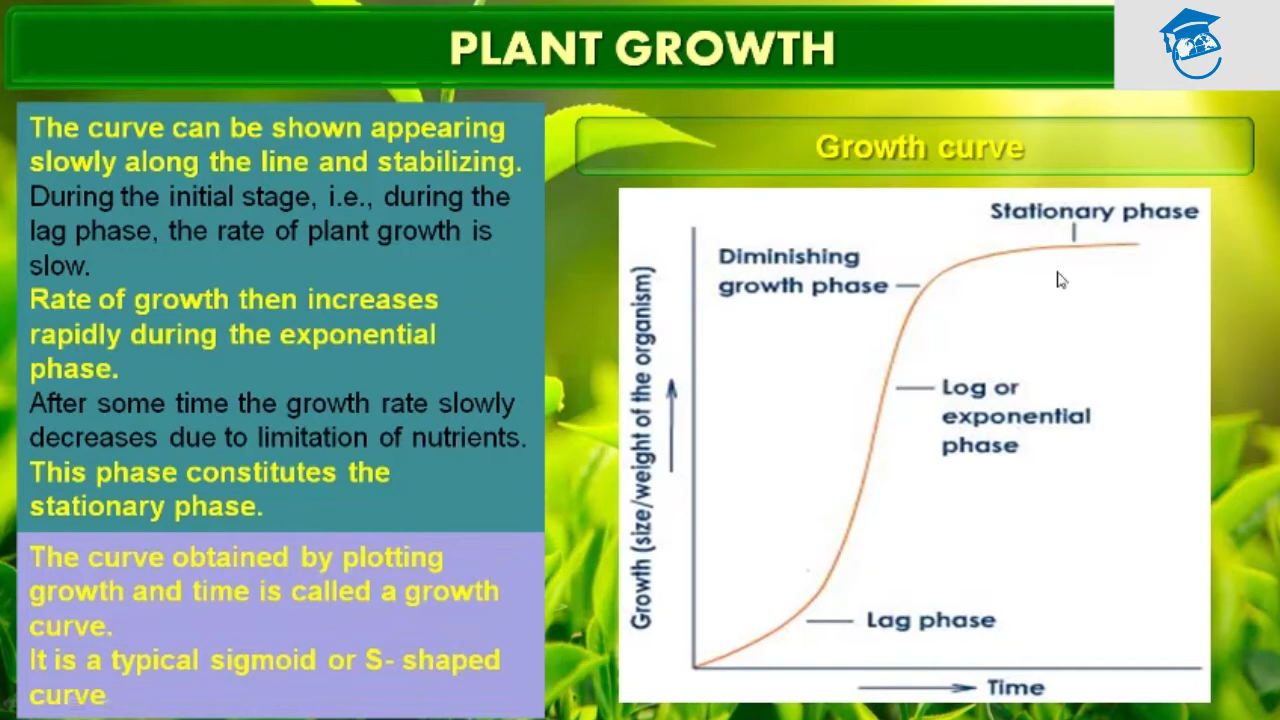 PLANT GROWTH
The curve can be shown appearing
slowly along the line and stabilizing.
During the initial stage, i.e., during the
lag phase, the rate of plant growth is
slow.
Rate of growth then increases
rapidly during the exponential
phase.
After some time the growth rate slowly
decreases due to limitation of nutrients.
This phase constitutes the
stationary phase.
The curve obtained by plotting
growth and time is called a growth
curve.
It is a typical sigmoid or S- shaped
curve
Growth curve
Stationary phase
Diminishing
growth phase
Log or
exponential
phase
Lag phase
Growth (size/weight of the organism)
Time